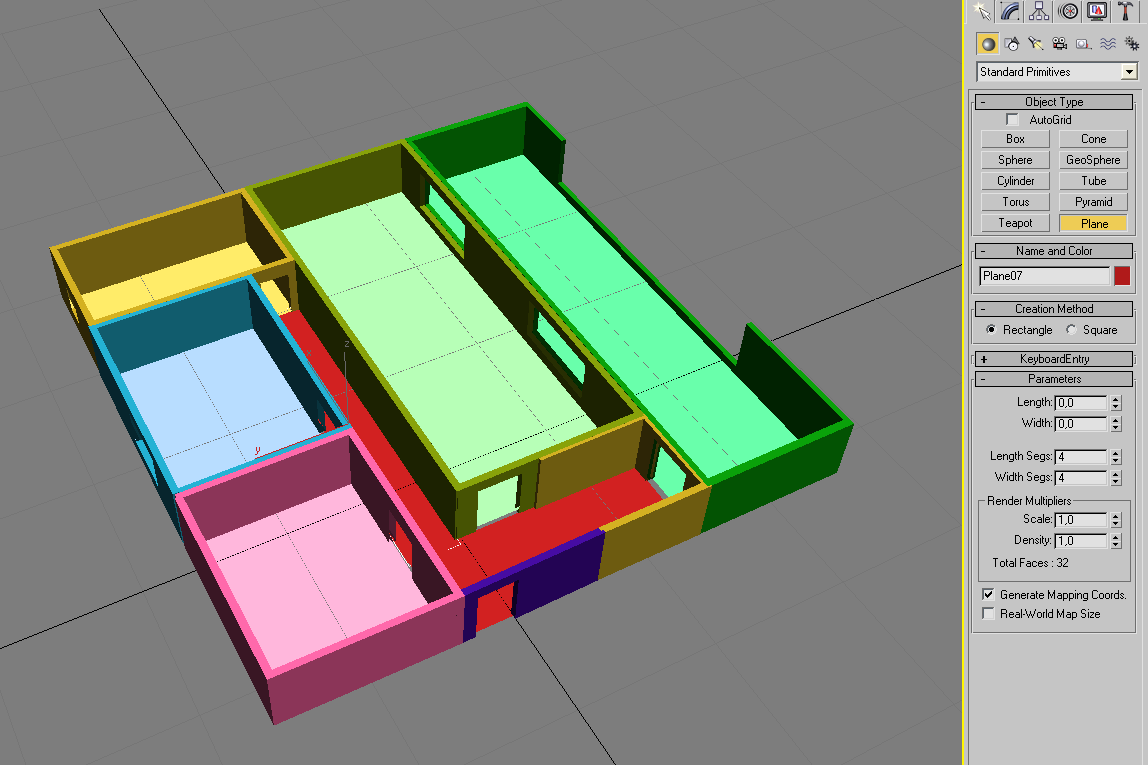 Standard Primitives
- Object Type
AutoGrid
Box Cone
Sphere GeoSphere
Cylinder Tube
Torus Pyramid
Teapot Plane
- Name and Color
Plane07
- Creation Method
Rectangle Square
+ KeyboardEntry
- Parameters
Length: 0,0
Width: 0,0
Length Segs: 4
Width Segs: 4
Render Multipliers
Scale: 1,0
Density: 1,0
Total Faces : 32
Generate Mapping Coords.
Real-World Map Size
z
y